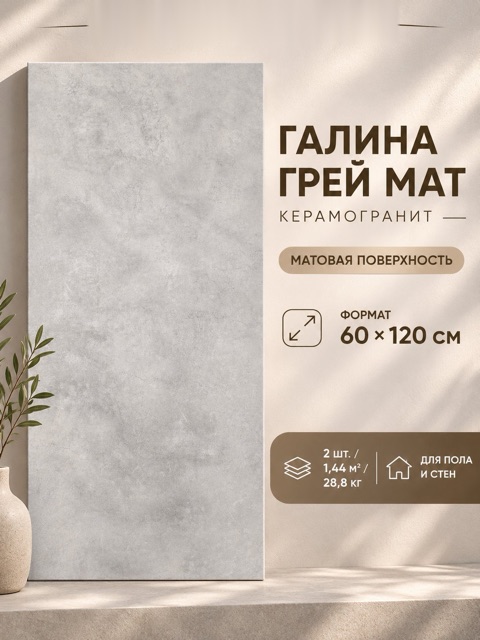 ГАЛИНА
ГРЕЙ МАТ
КЕРАМОГРАНИТ
МАТОВАЯ ПОВЕРХНОСТЬ
ФОРМАТ
60 × 120 СМ
2 шт. /
1,44 м² /
28,8 кг
ДЛЯ ПОЛА
И СТЕН